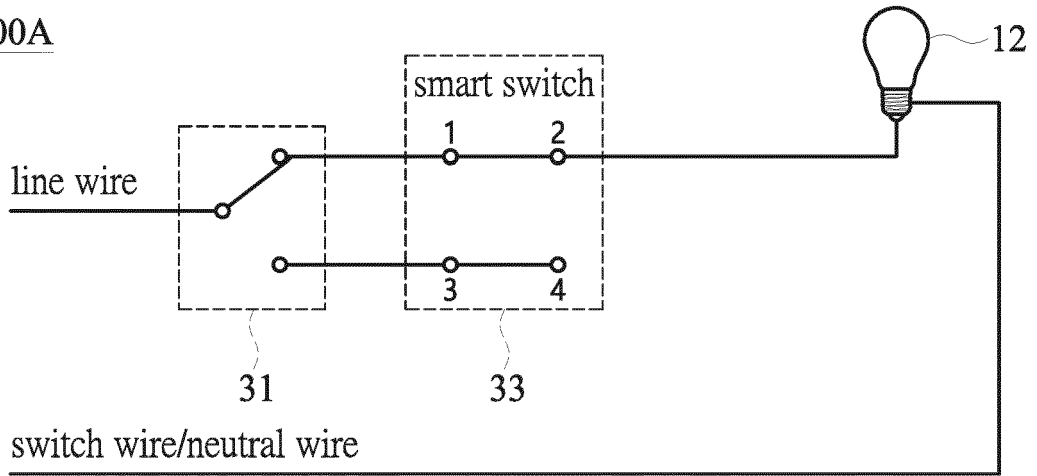 00A
12
smart switch
1 2
line wire
3 4
31 33
switch wire/neutral wire